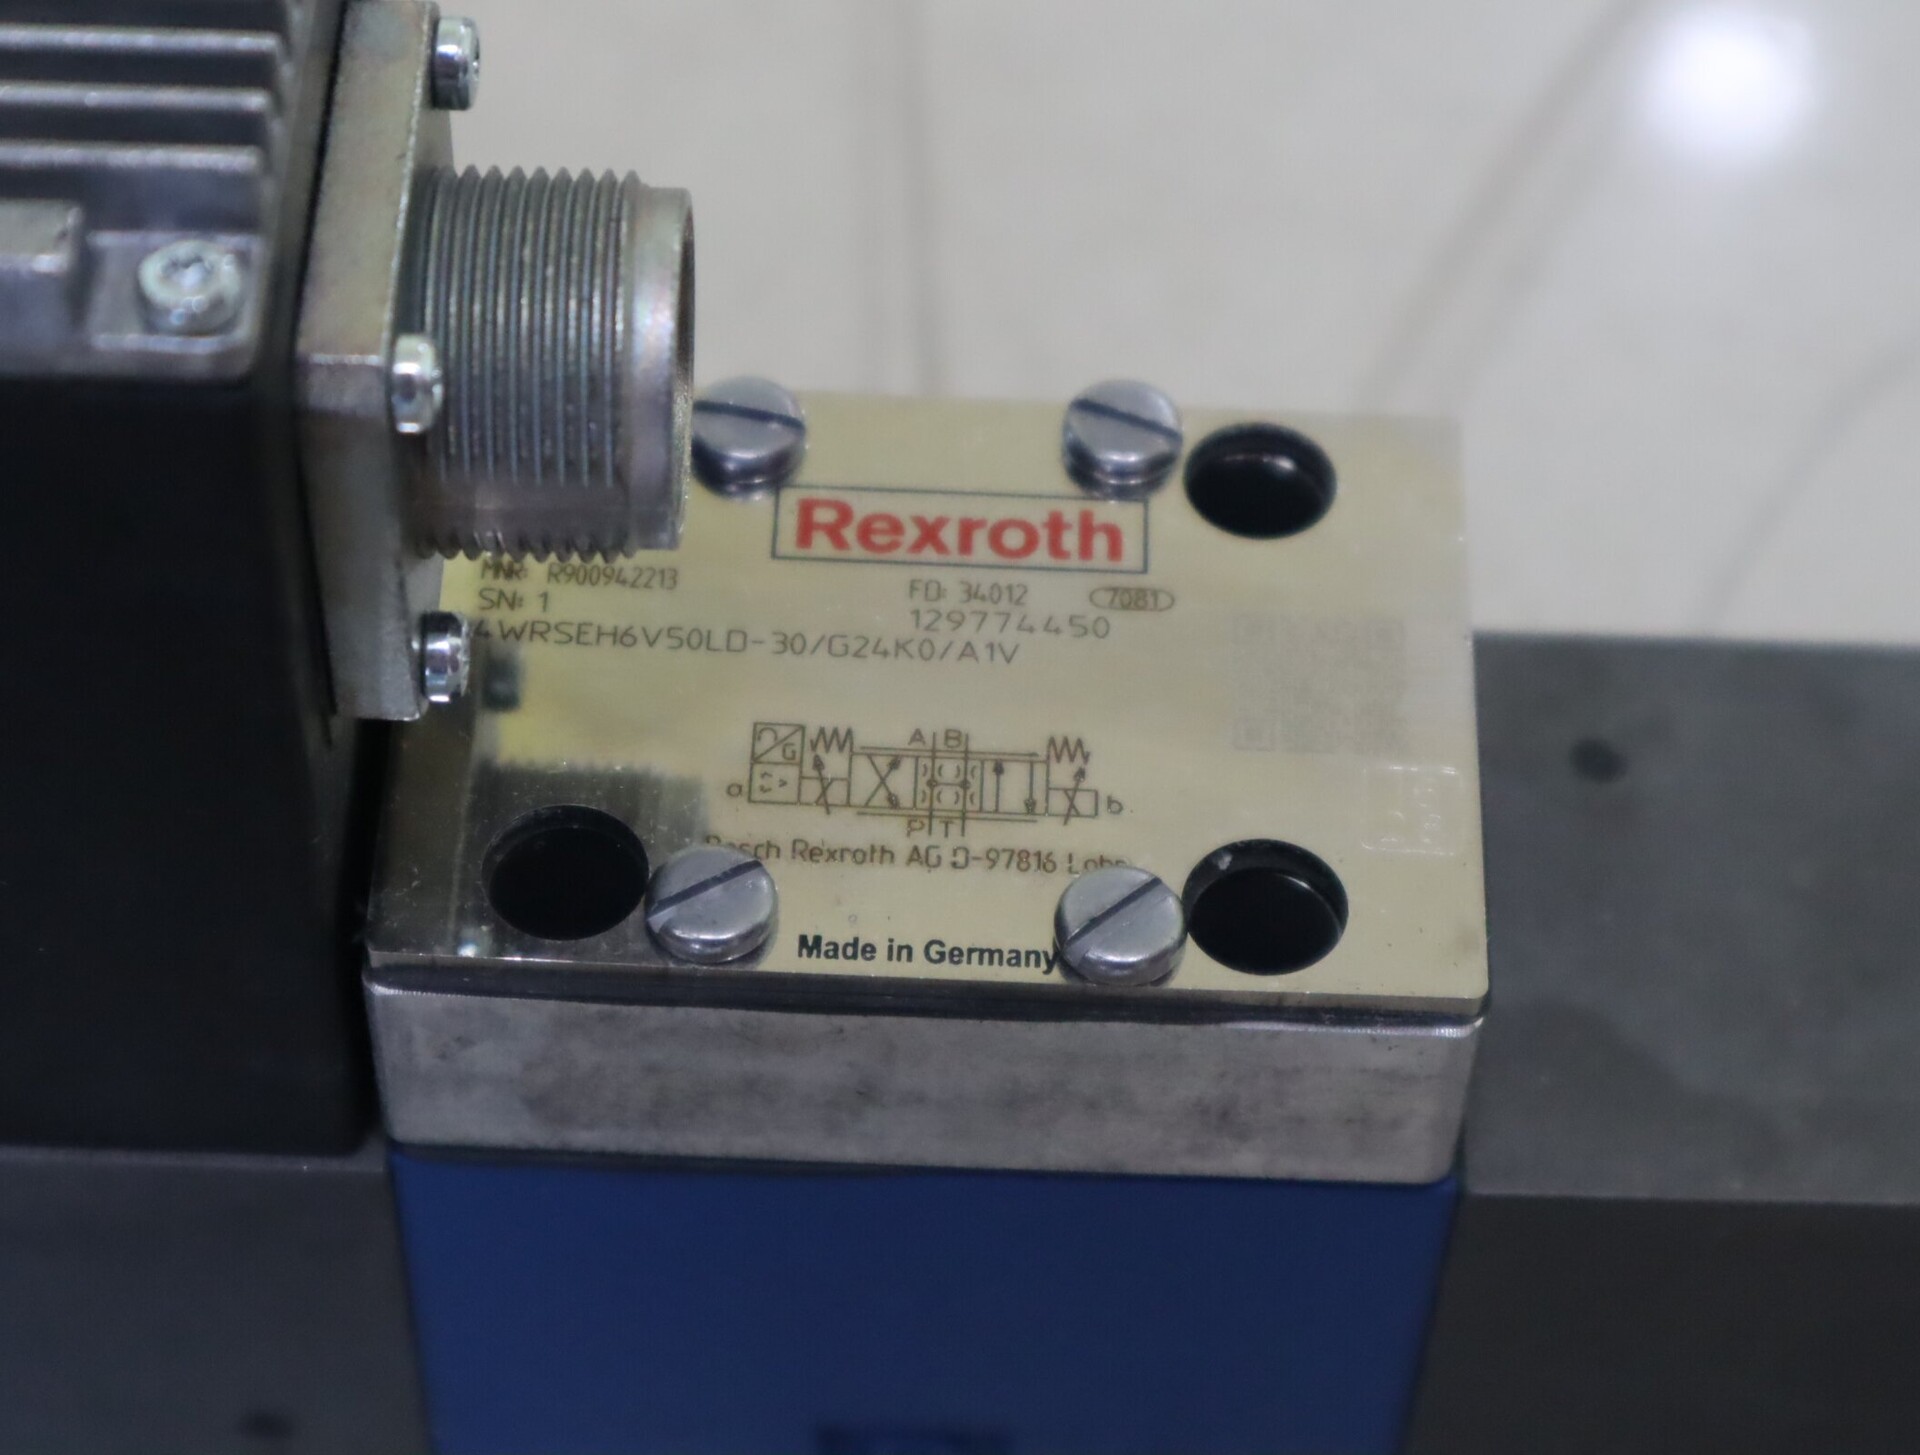 Rexroth
MNR: R900942213 FD: 34012 7081
SN: 1 129774450
4WRSEH6V50LD-30/G24K0/A1V
G
A B
a b
P T
Bosch Rexroth AG D-97816 Lohr
Made in Germany